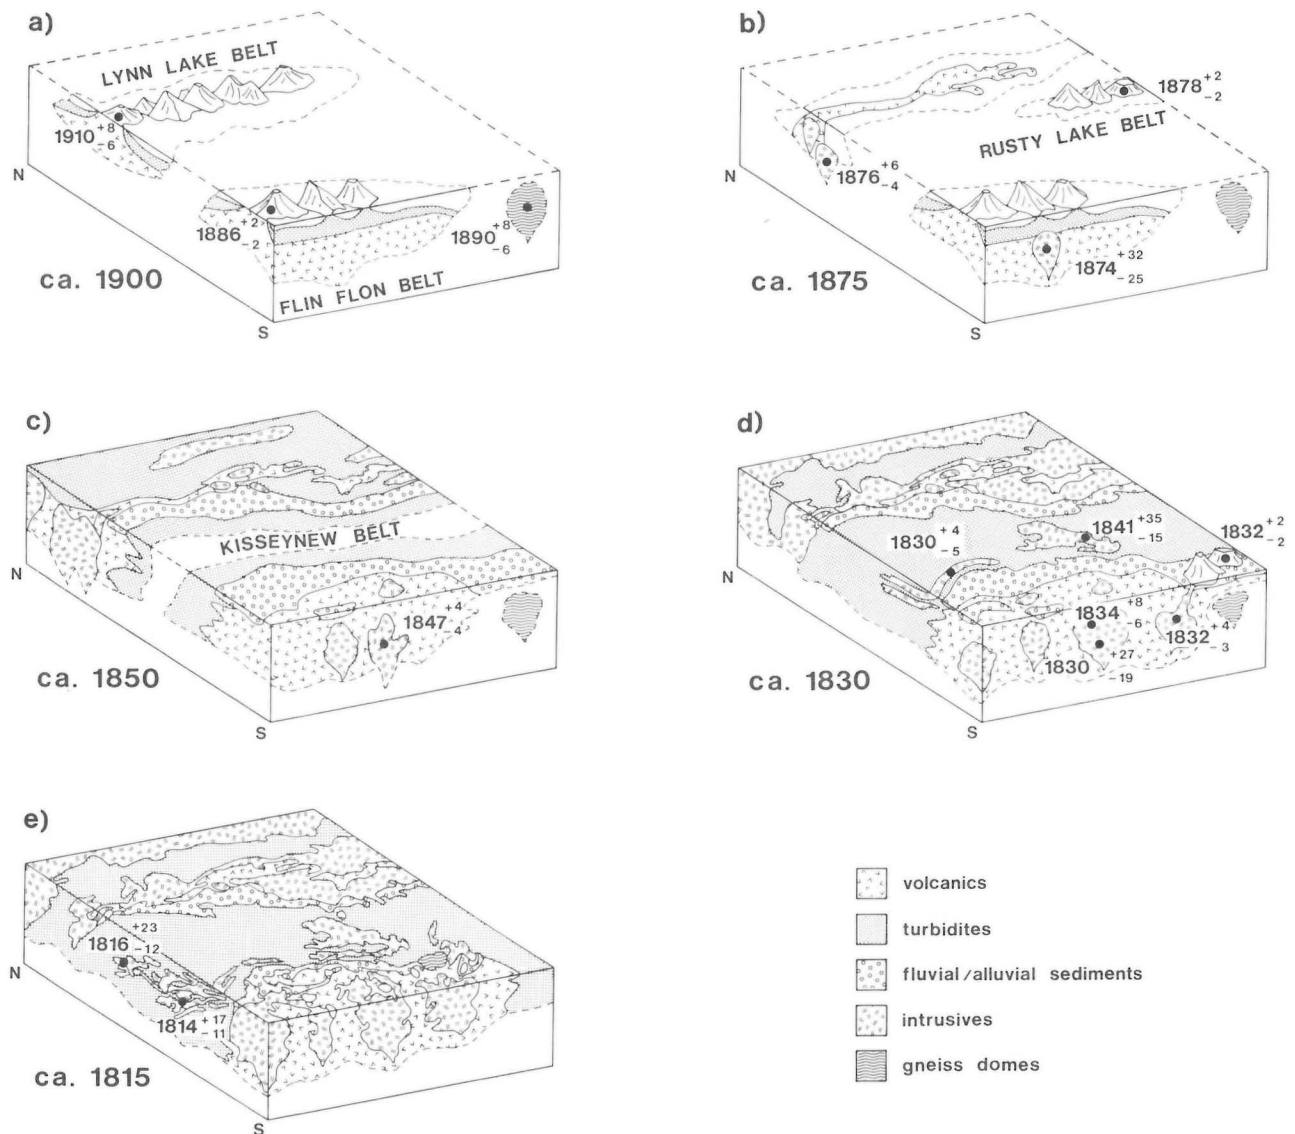 a)
LYNN LAKE BELT
1910 +8 -6
N
1886 +2 -2
1890 +8 -6
ca. 1900
FLIN FLON BELT
S
b)
1878 +2 -2
RUSTY LAKE BELT
N
1876 +6 -4
1874 +32 -25
ca. 1875
S
c)
KISSEYNEW BELT
N
1847 +4 -4
ca. 1850
S
d)
1830 +4 -5
1841 +35 -15
1832 +2 -2
N
1834 +8 -6
1832 +4 -3
1830 +27 -19
ca. 1830
S
e)
1816 +23 -12
N
1814 +17 -11
ca. 1815
S
volcanics
turbidites
fluvial/alluvial sediments
intrusives
gneiss domes